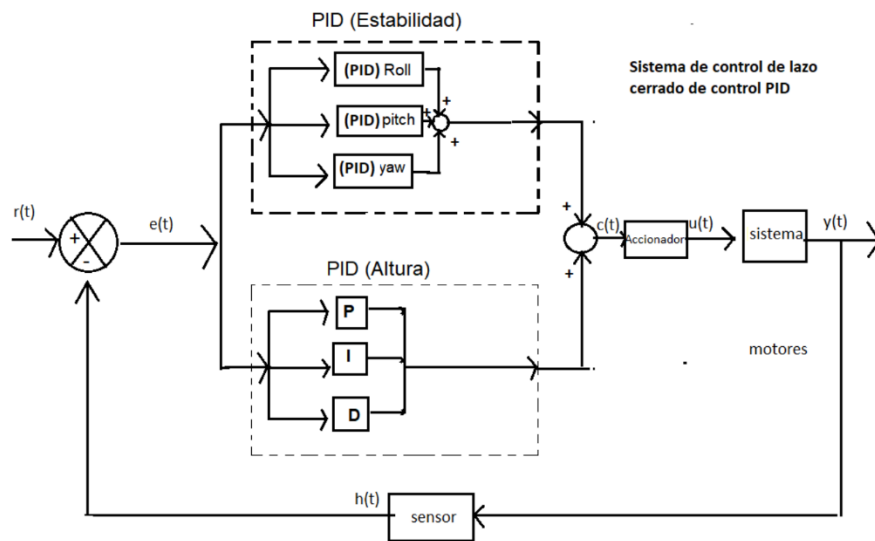 PID (Estabilidad)
Sistema de control de lazo
cerrado de control PID
(PID) Roll
+
(PID) pitch
+
(PID) yaw
+
r(t)
+
-
e(t)
+
c(t)
Accionador
u(t)
sistema
y(t)
+
PID (Altura)
P
I
D
motores
h(t)
sensor